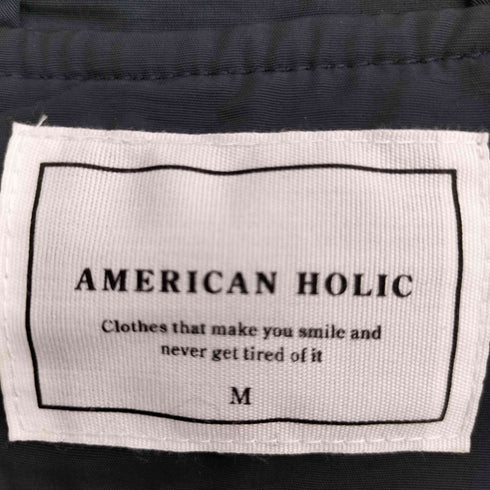 AMERICAN HOLIC
Clothes that make you smile and
never get tired of it
M